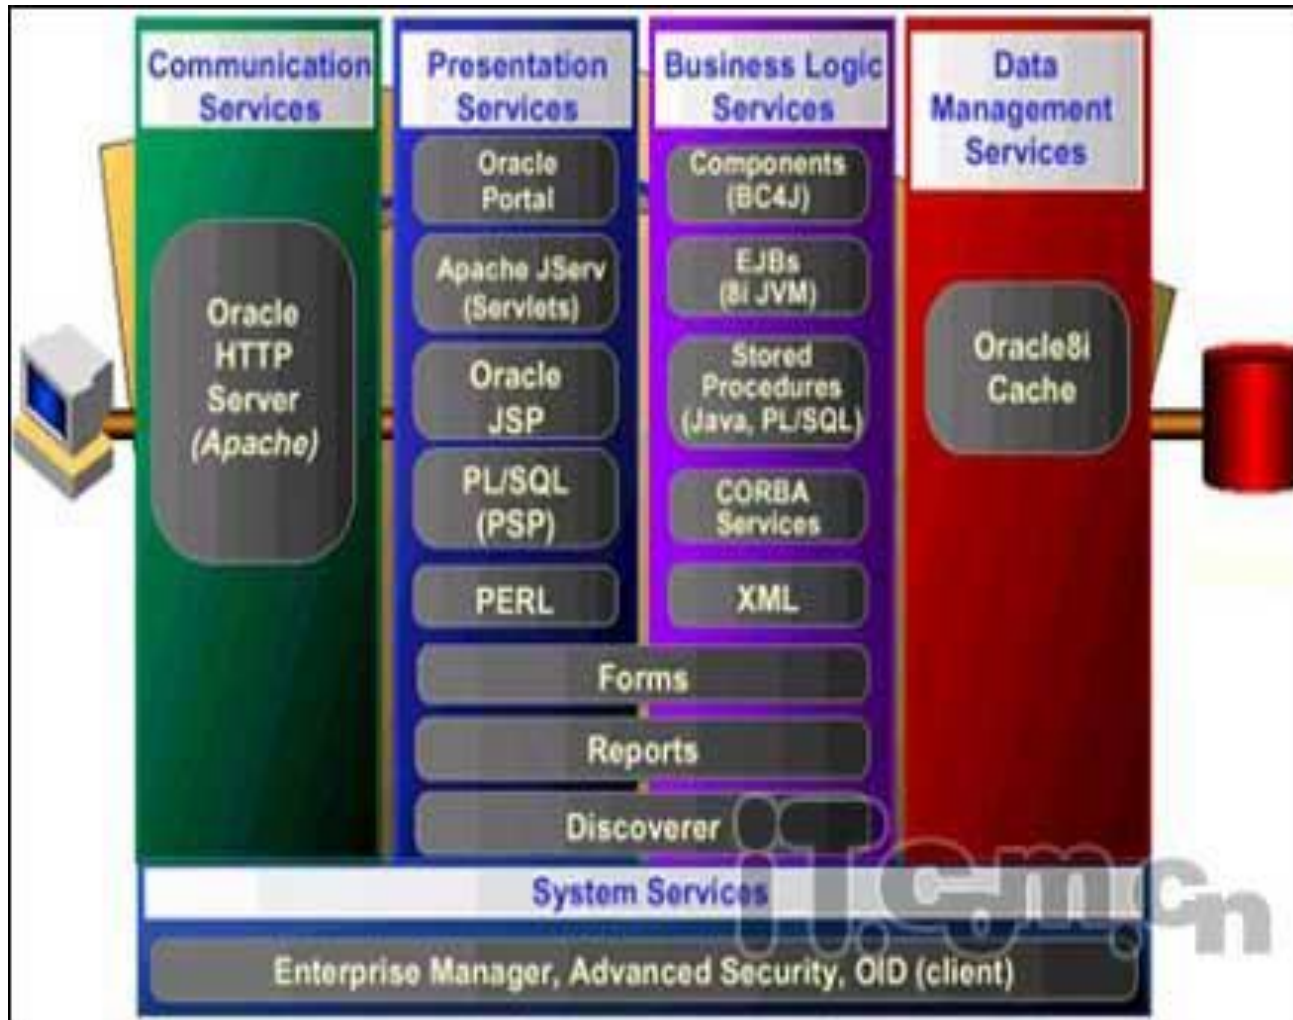 Communication
Services
Presentation
Services
Business Logic
Services
Data
Management
Services
Oracle
HTTP
Server
(Apache)
Oracle
Portal
Apache JServ
(Servlets)
Oracle
JSP
PL/SQL
(PSP)
PERL
Components
(BC4J)
EJBs
(8i JVM)
Stored
Procedures
(Java, PL/SQL)
CORBA
Services
XML
Oracle8i
Cache
Forms
Reports
Discoverer
System Services
Enterprise Manager, Advanced Security, OID (client)
iT.c🙂m.cn